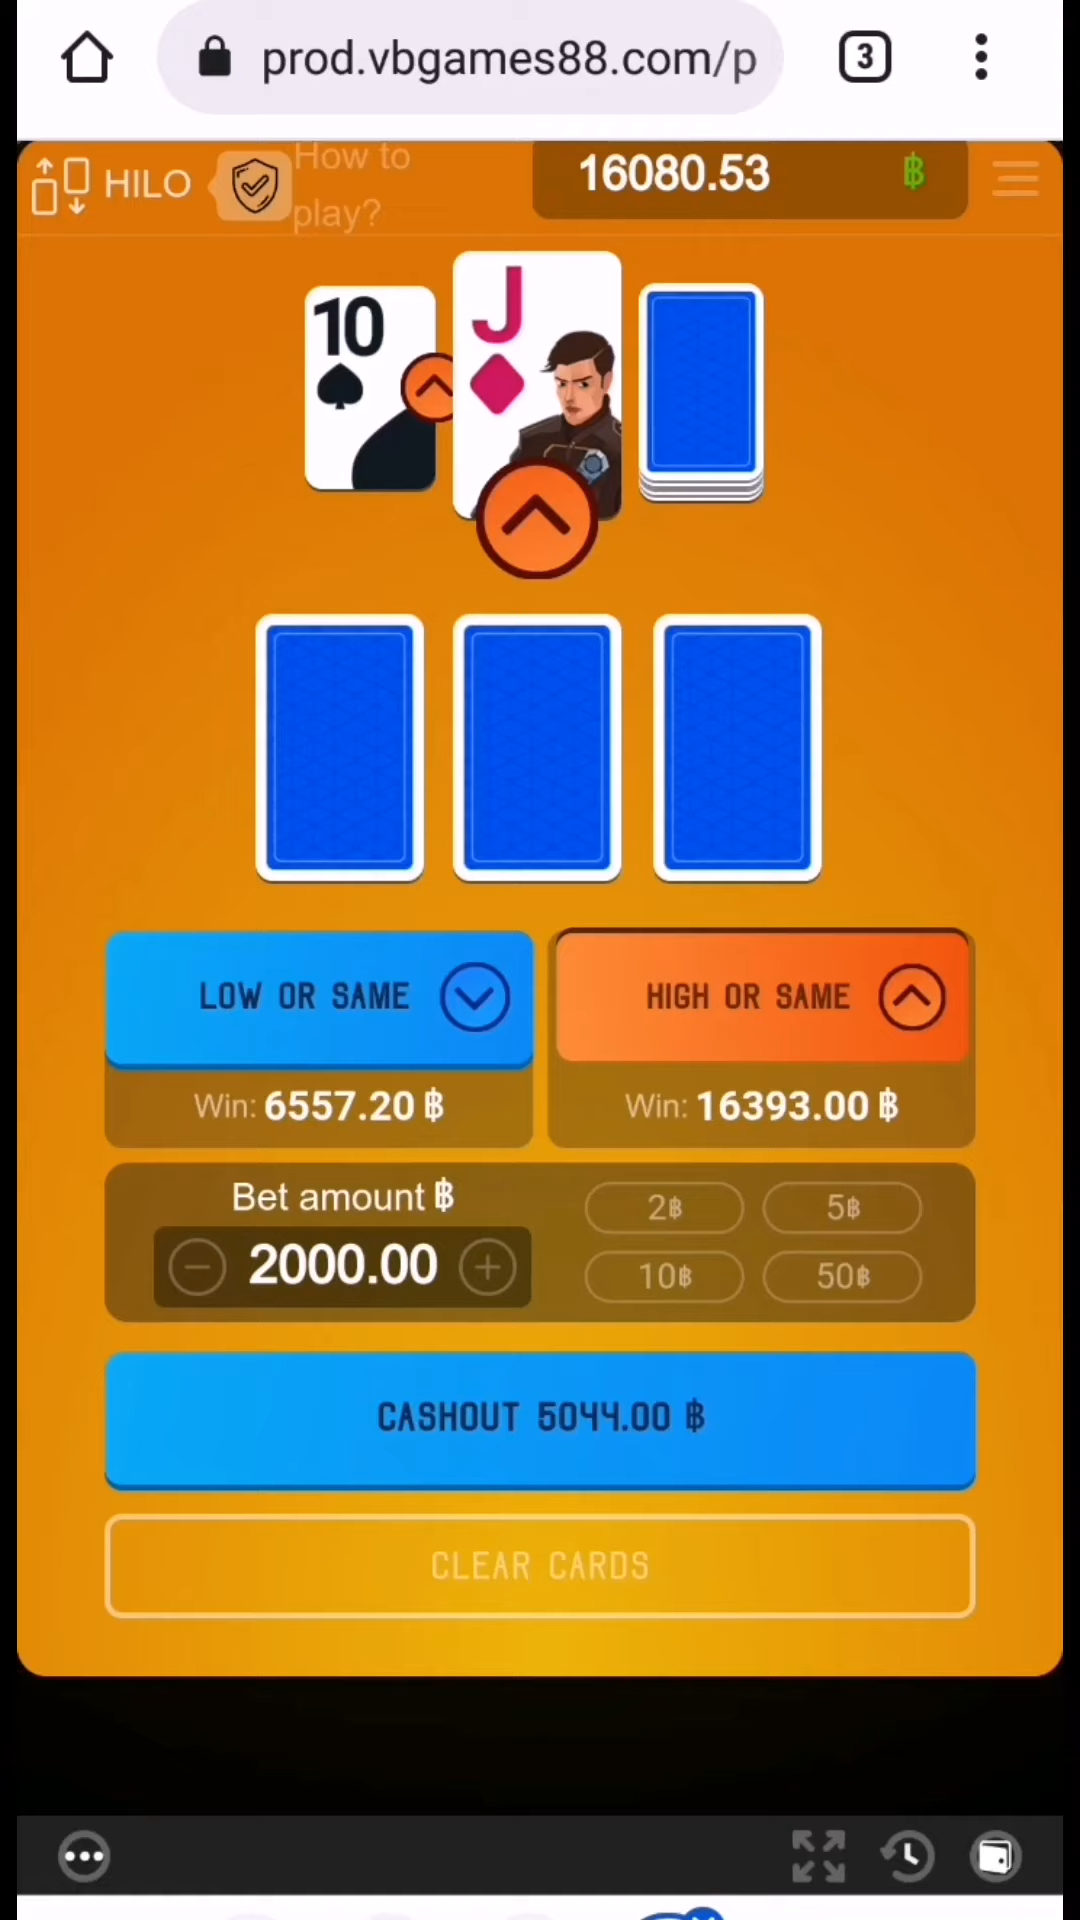 prod.vbgames88.com/p
3
HILO
How to
play?
16080.53 ฿
10
J
LOW OR SAME
HIGH OR SAME
Win: 6557.20 ฿
Win: 16393.00 ฿
Bet amount ฿
2฿
5฿
2000.00
10฿
50฿
CASHOUT 5044.00 ฿
CLEAR CARDS